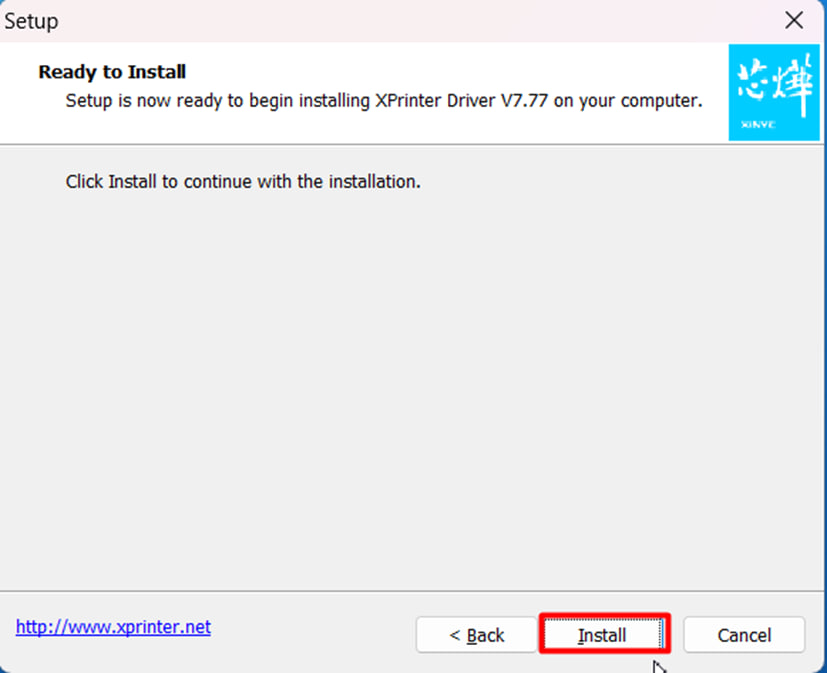 Setup
Ready to Install
Setup is now ready to begin installing XPrinter Driver V7.77 on your computer.
芯烨
XINYE
Click Install to continue with the installation.
http://www.xprinter.net
< Back
Install
Cancel